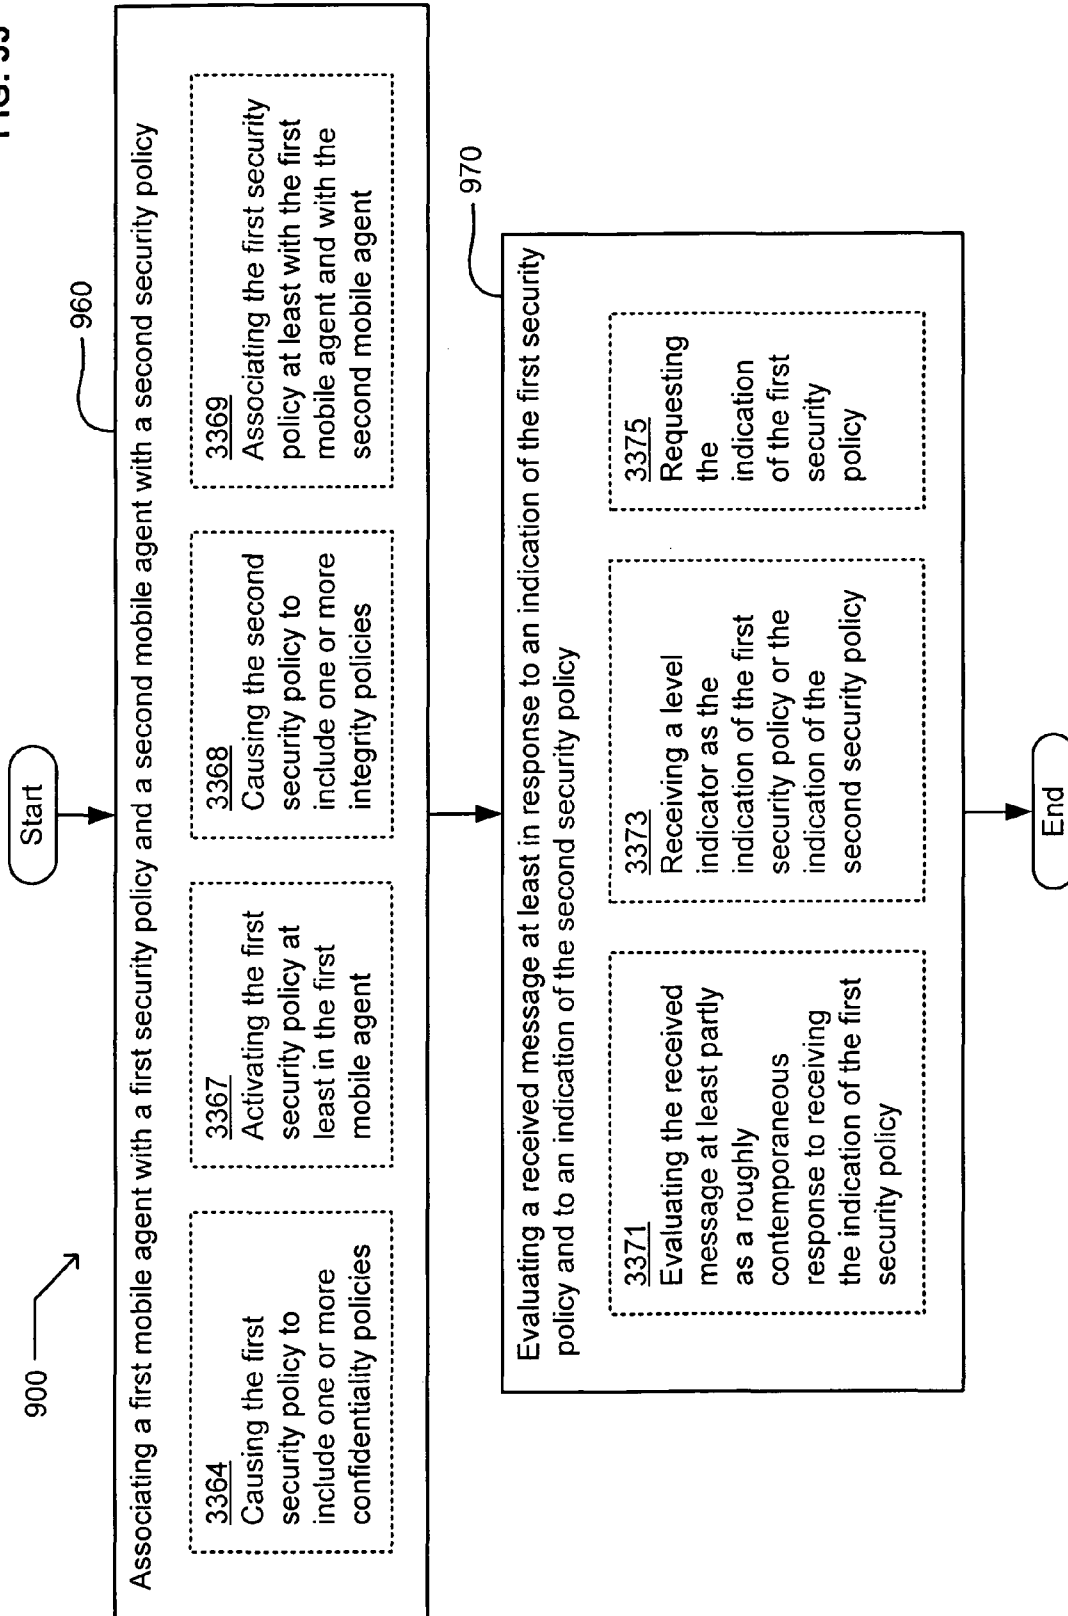 900
Start
960
Associating a first mobile agent with a first security policy and a second mobile agent with a second security policy
3364
Causing the first
security policy to
include one or more
confidentiality policies
3367
Activating the first
security policy at
least in the first
mobile agent
3368
Causing the second
security policy to
include one or more
integrity policies
3369
Associating the first security
policy at least with the first
mobile agent and with the
second mobile agent
970
Evaluating a received message at least in response to an indication of the first security
policy and to an indication of the second security policy
3371
Evaluating the received
message at least partly
as a roughly
contemporaneous
response to receiving
the indication of the first
security policy
3373
Receiving a level
indicator as the
indication of the first
security policy or the
indication of the
second security policy
3375
Requesting
the
indication
of the first
security
policy
End